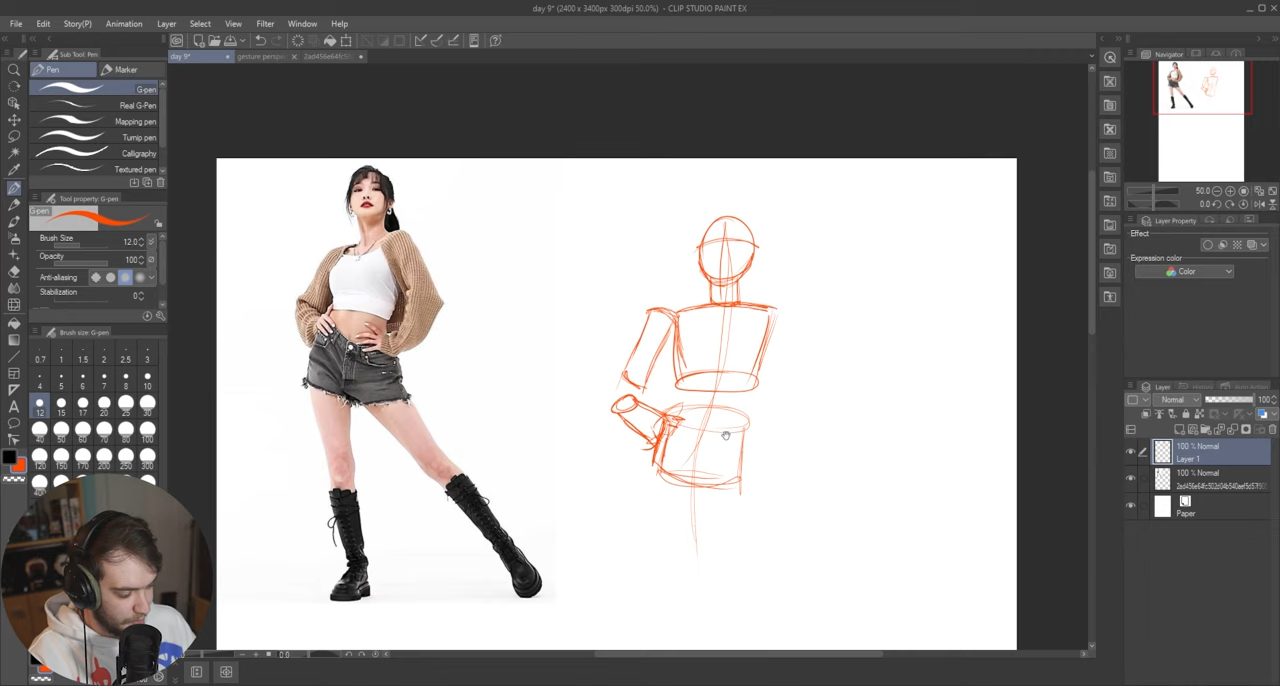 day 9* (2400 x 3400px 300dpi 50.0%) - CLIP STUDIO PAINT EX
File Edit Story(P) Animation Layer Select View Filter Window Help
Sub Tool: Pen
Pen Marker
G-pen
Real G-Pen
Mapping pen
Turnip pen
Calligraphy
Textured pen
Tool property: G-pen
G-pen
Brush Size 12.0
Opacity 100
Anti-aliasing
Stabilization 0
Brush size: G-pen
0.7 1 1.5 2 2.5 3
4 5 6 7 8 10
12 15 17 20 25 30
40 50 60 70 80 100
120 150 170 200 250 300
day 9* gesture perspe
Navigator
50.0
0.0
Layer Property
Effect
Expression color
Color
Layer History Auto Action
Normal 100
100 % Normal
Layer 1
100 % Normal
Paper